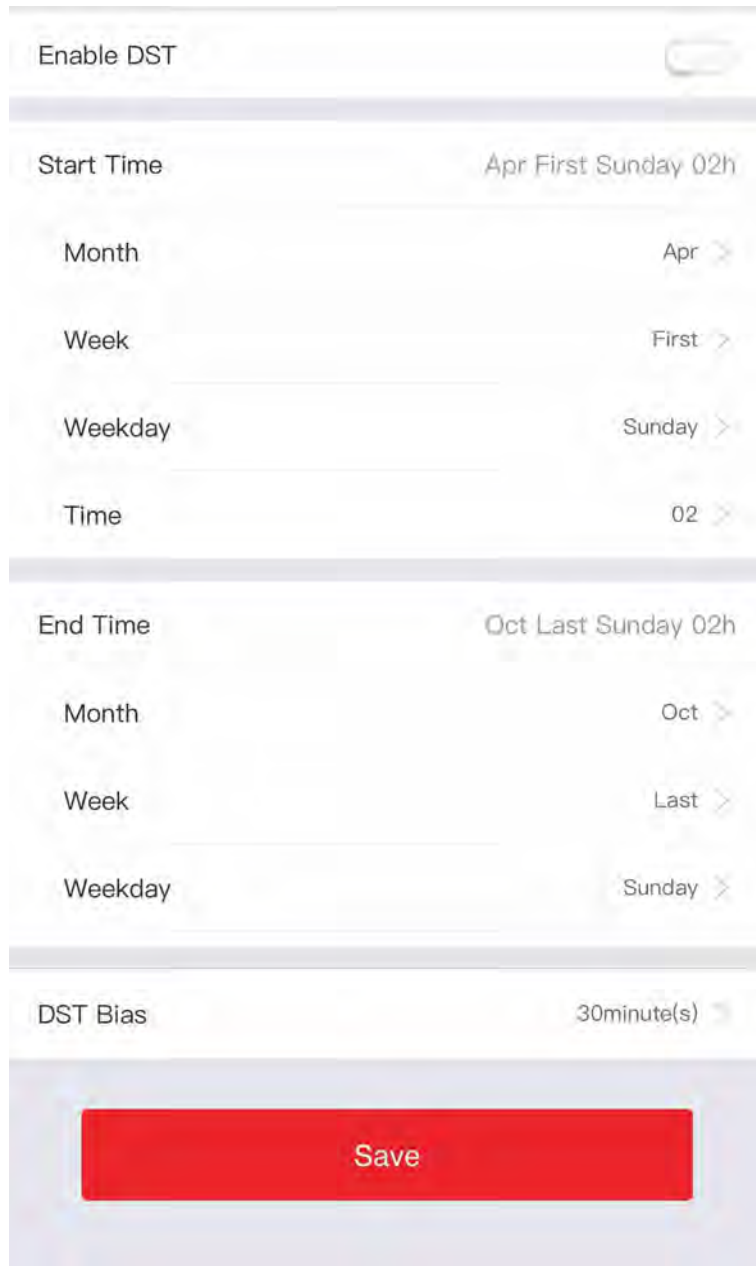 Enable DST
Start Time Apr First Sunday 02h
Month Apr
Week First
Weekday Sunday
Time 02
End Time Oct Last Sunday 02h
Month Oct
Week Last
Weekday Sunday
DST Bias 30minute(s)
Save